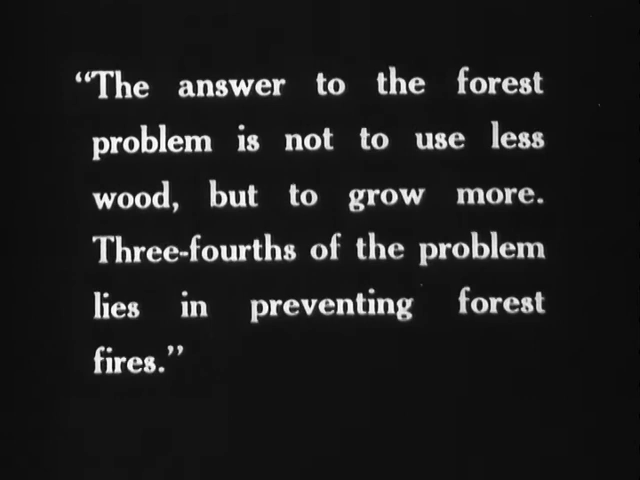 “The answer to the forest
problem is not to use less
wood, but to grow more.
Three-fourths of the problem
lies in preventing forest
fires.”